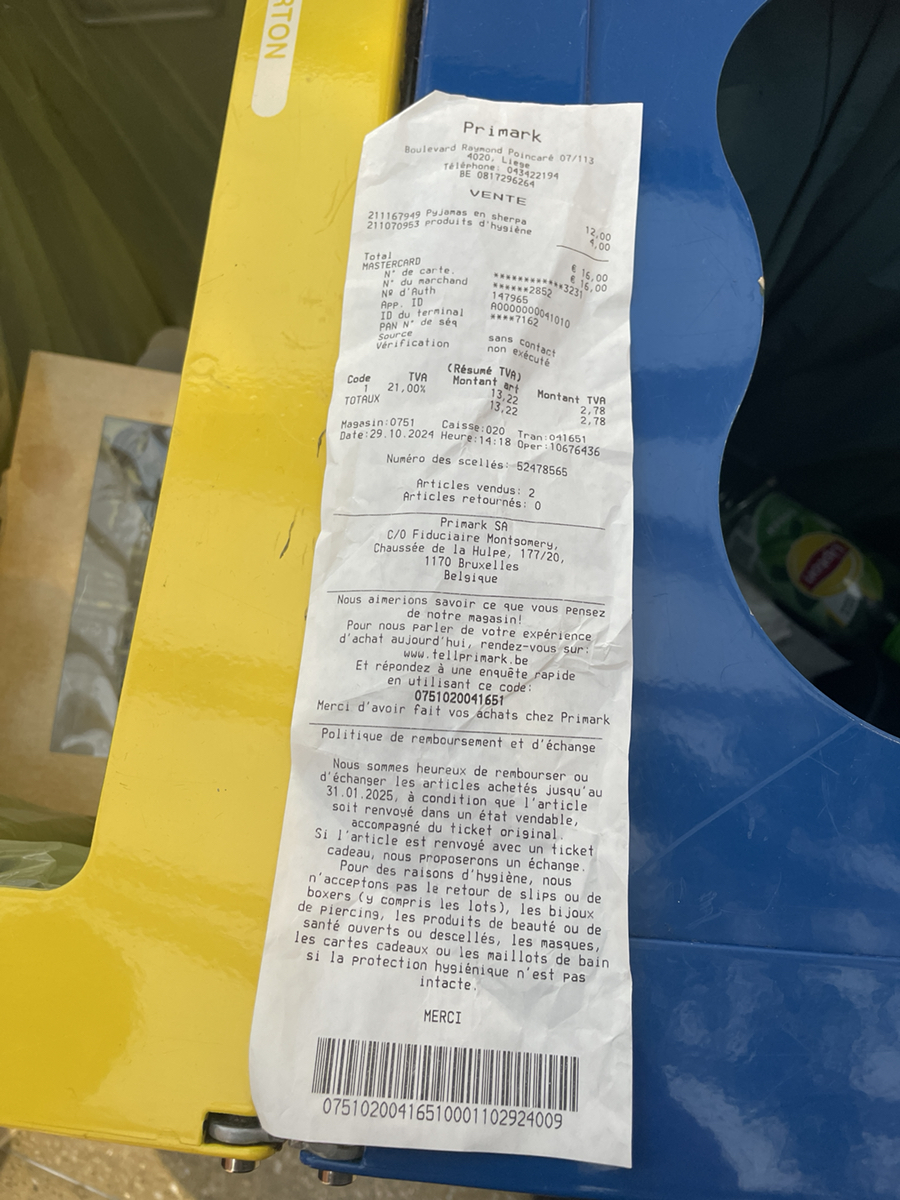 RTON
Primark
Boulevard Raymond Poincaré 07/113
4020, Liege
Téléphone: 043422194
BE 0817296264
VENTE
211167949 Pyjamas en sherpa 12,00
211070953 produits d'hygiène 4,00
Total € 16,00
MASTERCARD € 16,00
N° de carte. ************3231
N° du marchand ******2852
Nº d'Auth 147965
App. ID A0000000041010
ID du terminal ****7162
PAN N° de séq
Source sans contact
Vérification non exécuté
(Résumé TVA)
Code TVA Montant art Montant TVA
1 21,00% 13,22 2,78
TOTAUX 13,22 2,78
Magasin:0751 Caisse:020 Tran:041651
Date:29.10.2024 Heure:14:18 Oper:10676436
Numéro des scellés: 52478565
Articles vendus: 2
Articles retournés: 0
Primark SA
C/O Fiduciaire Montgomery,
Chaussée de la Hulpe, 177/20,
1170 Bruxelles
Belgique
Nous aimerions savoir ce que vous pensez
de notre magasin!
Pour nous parler de votre expérience
d'achat aujourd'hui, rendez-vous sur:
www.tellprimark.be
Et répondez à une enquête rapide
en utilisant ce code:
0751020041651
Merci d'avoir fait vos achats chez Primark
Politique de remboursement et d'échange
Nous sommes heureux de rembourser ou
d'échanger les articles achetés jusqu'au
31.01.2025, à condition que l'article
soit renvoyé dans un état vendable,
accompagné du ticket original.
Si l'article est renvoyé avec un ticket
cadeau, nous proposerons un échange.
Pour des raisons d'hygiène, nous
n'acceptons pas le retour de slips ou de
boxers (y compris les lots), les bijoux
de piercing, les produits de beauté ou de
santé ouverts ou descellés, les masques,
les cartes cadeaux ou les maillots de bain
si la protection hygiénique n'est pas
intacte.
MERCI
07510200416510001102924009
Lipton